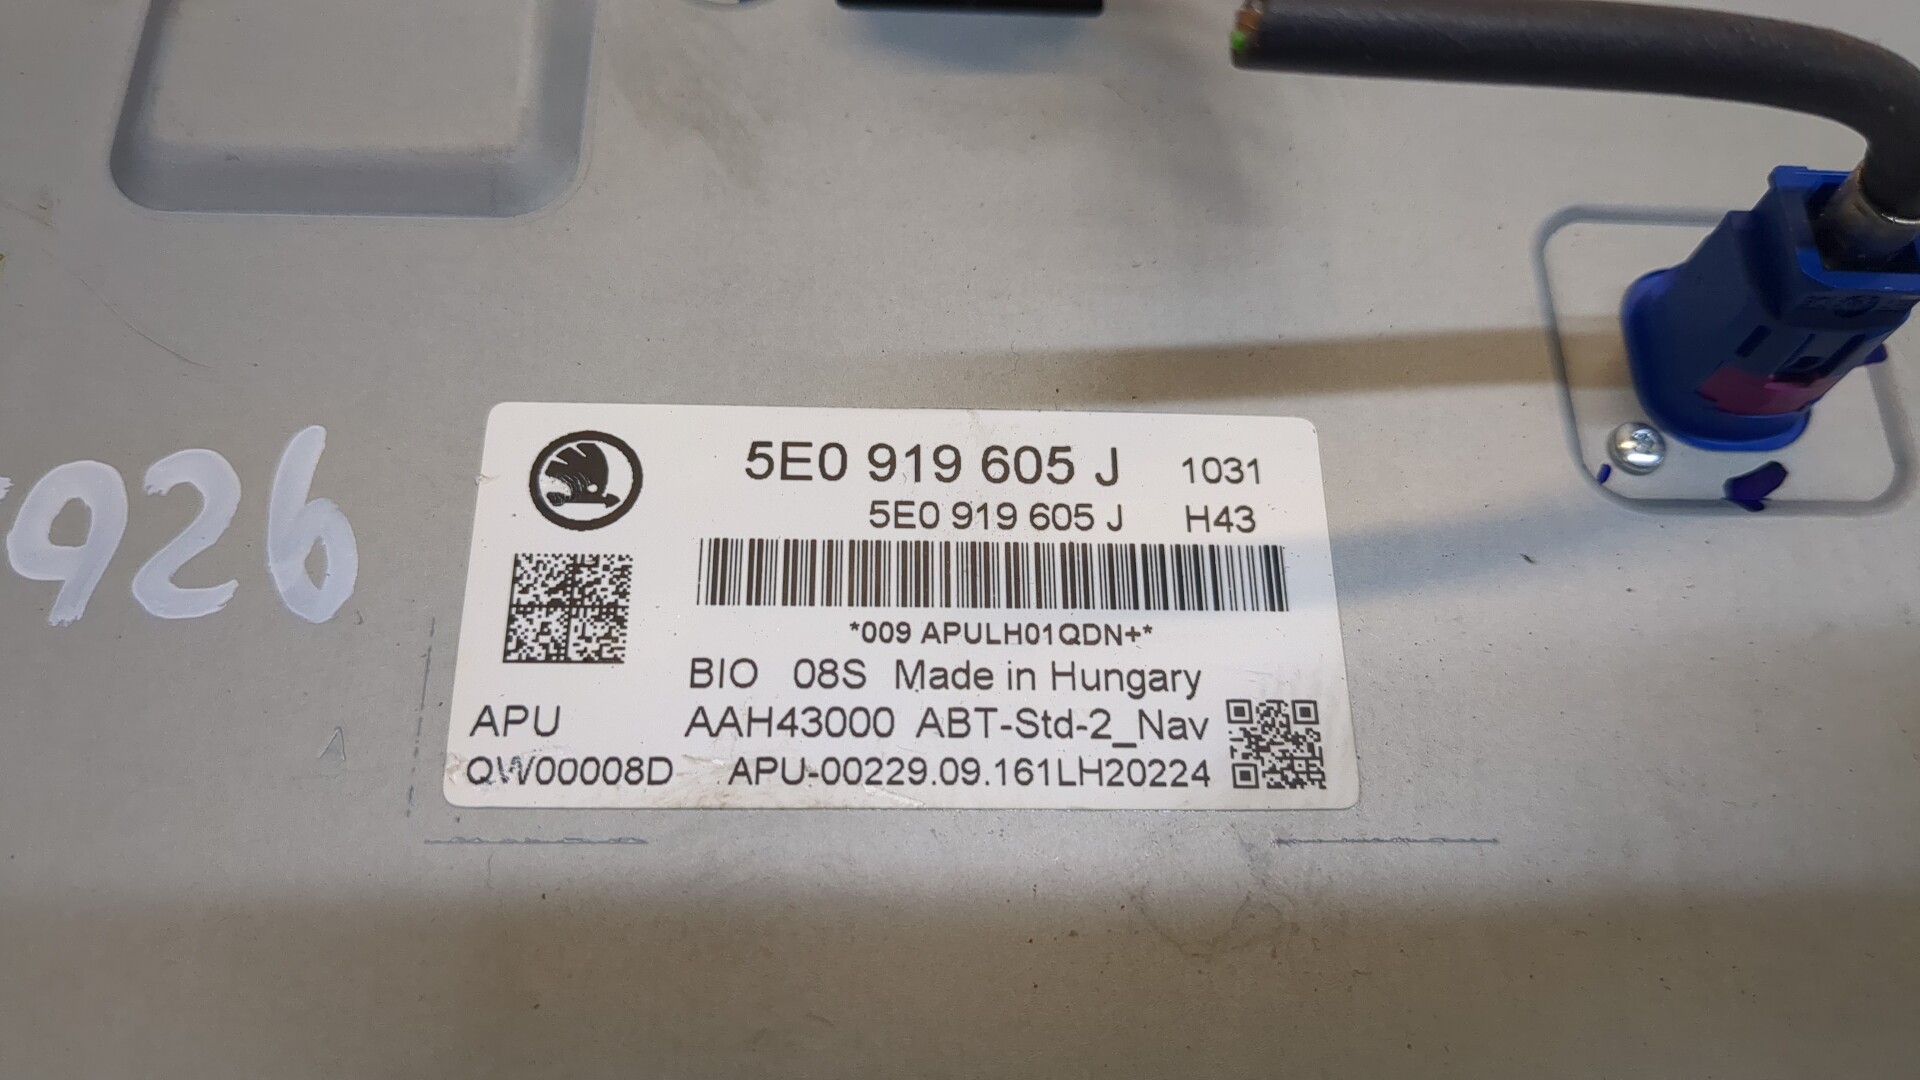 926
5E0 919 605 J 1031
5E0 919 605 J H43
*009 APULH01QDN+*
BIO 08S Made in Hungary
APU AAH43000 ABT-Std-2_Nav
QW00008D APU-00229.09.161LH20224